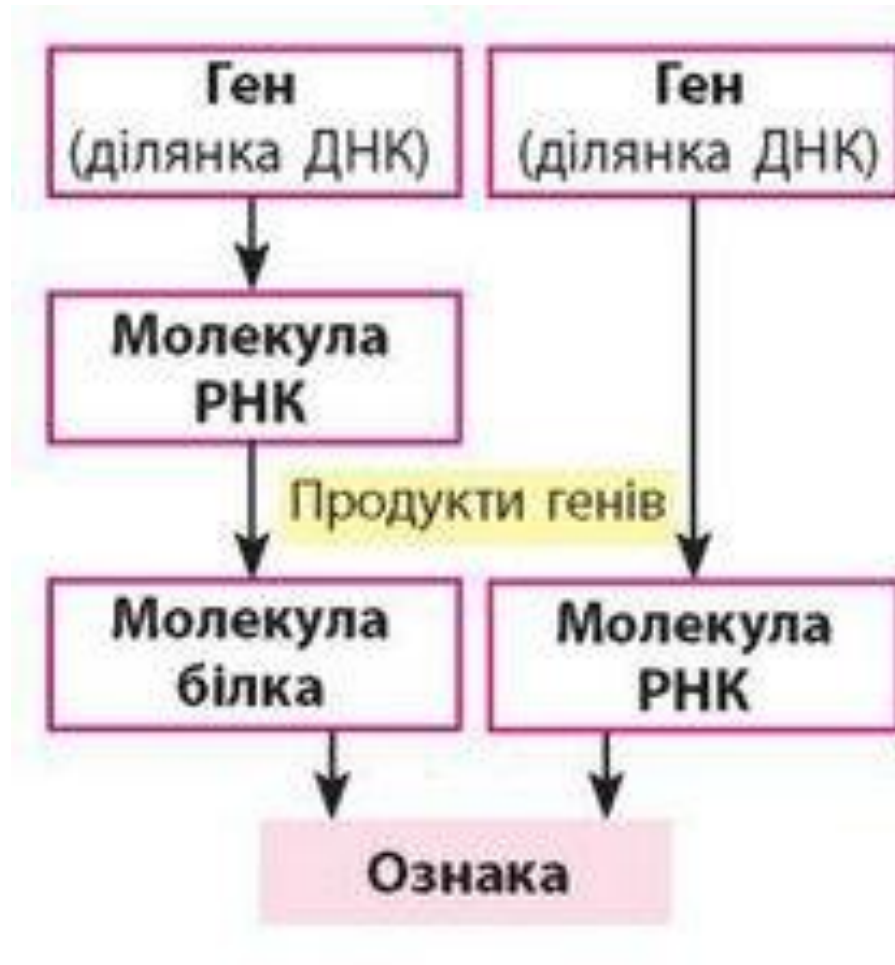 Ген
(ділянка ДНК)
Ген
(ділянка ДНК)
Молекула
РНК
Продукти генів
Молекула
білка
Молекула
РНК
Ознака